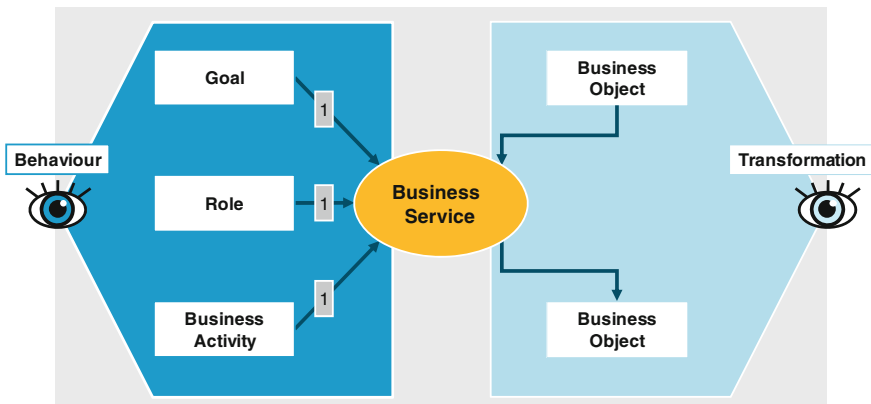 Behaviour
Goal
1
Role
1
Business
Activity
1
Business
Service
Business
Object
Business
Object
Transformation